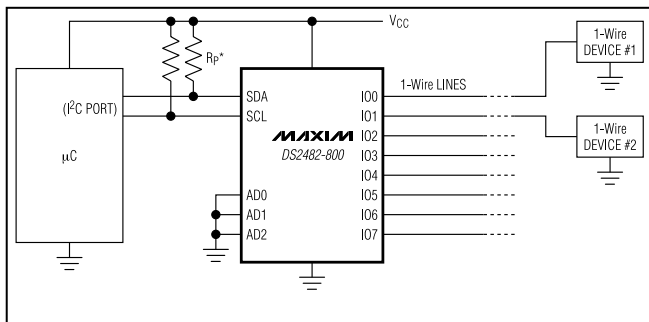 VCC
RP*
1-Wire
DEVICE #1
(I²C PORT)
µC
SDA
SCL
MAXIM
DS2482-800
AD0
AD1
AD2
IO0
IO1
IO2
IO3
IO4
IO5
IO6
IO7
1-Wire LINES
1-Wire
DEVICE #2